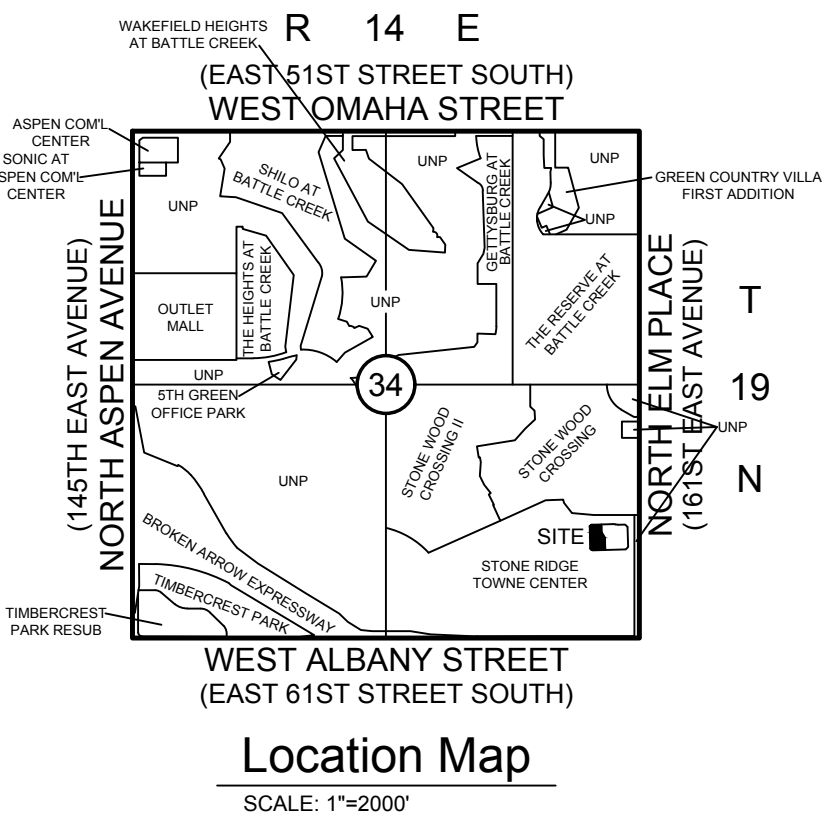 WAKEFIELD HEIGHTS
AT BATTLE CREEK
R 14 E
(EAST 51ST STREET SOUTH)
WEST OMAHA STREET
ASPEN COM'L
CENTER
SONIC AT
ASPEN COM'L
CENTER
UNP
SHILO AT
BATTLE CREEK
UNP
GETTYSBURG AT
BATTLE CREEK
UNP
GREEN COUNTRY VILLA
FIRST ADDITION
UNP
(145TH EAST AVENUE)
NORTH ASPEN AVENUE
OUTLET
MALL
THE HEIGHTS AT
BATTLE CREEK
UNP
THE RESERVE AT
BATTLE CREEK
NORTH ELM PLACE
(161ST EAST AVENUE)
T
19
N
UNP
5TH GREEN
OFFICE PARK
34
UNP
STONE WOOD
CROSSING II
STONE WOOD
CROSSING
UNP
SITE
STONE RIDGE
TOWNE CENTER
BROKEN ARROW EXPRESSWAY
TIMBERCREST PARK
TIMBERCREST
PARK RESUB
WEST ALBANY STREET
(EAST 61ST STREET SOUTH)
Location Map
SCALE: 1"=2000'